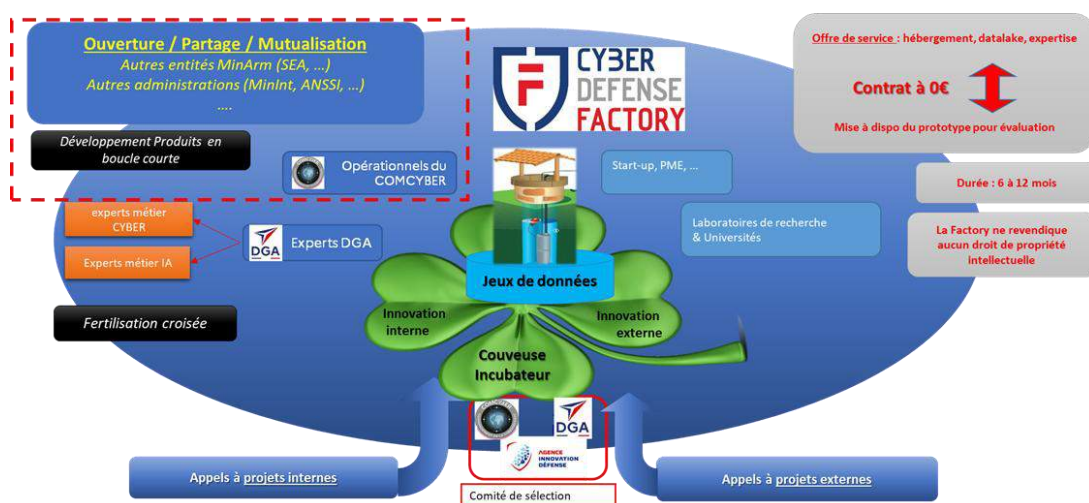 Ouverture / Partage / Mutualisation
Autres entités MinArm (SEA, ...)
Autres administrations (MinInt, ANSSI, ...)
....
Développement Produits en
boucle courte
Opérationnels du
COMCYBER
experts métier
CYBER
Experts métier IA
DGA
Experts DGA
Fertilisation croisée
CYBER
DEFENSE
FACTORY
Start-up, PME, ...
Laboratoires de recherche
& Universités
Jeux de données
Innovation
interne
Innovation
externe
Couveuse
Incubateur
Offre de service : hébergement, datalake, expertise
Contrat à 0€
Mise à dispo du prototype pour évaluation
Durée : 6 à 12 mois
La Factory ne revendique
aucun droit de propriété
intellectuelle
DGA
AGENCE
INNOVATION
DÉFENSE
Appels à projets internes
Comité de sélection
Appels à projets externes